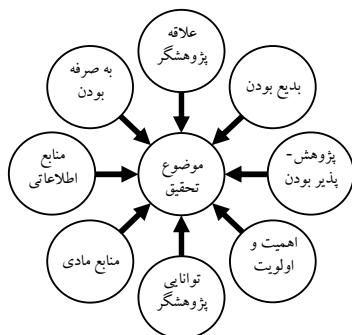 علاقه
پژوهشگر
بدیع بودن
پژوهش-
پذیر بودن
اهمیت و
اولویت
توانایی
پژوهشگر
منابع مادی
منابع
اطلاعاتی
به صرفه
بودن
موضوع
تحقیق